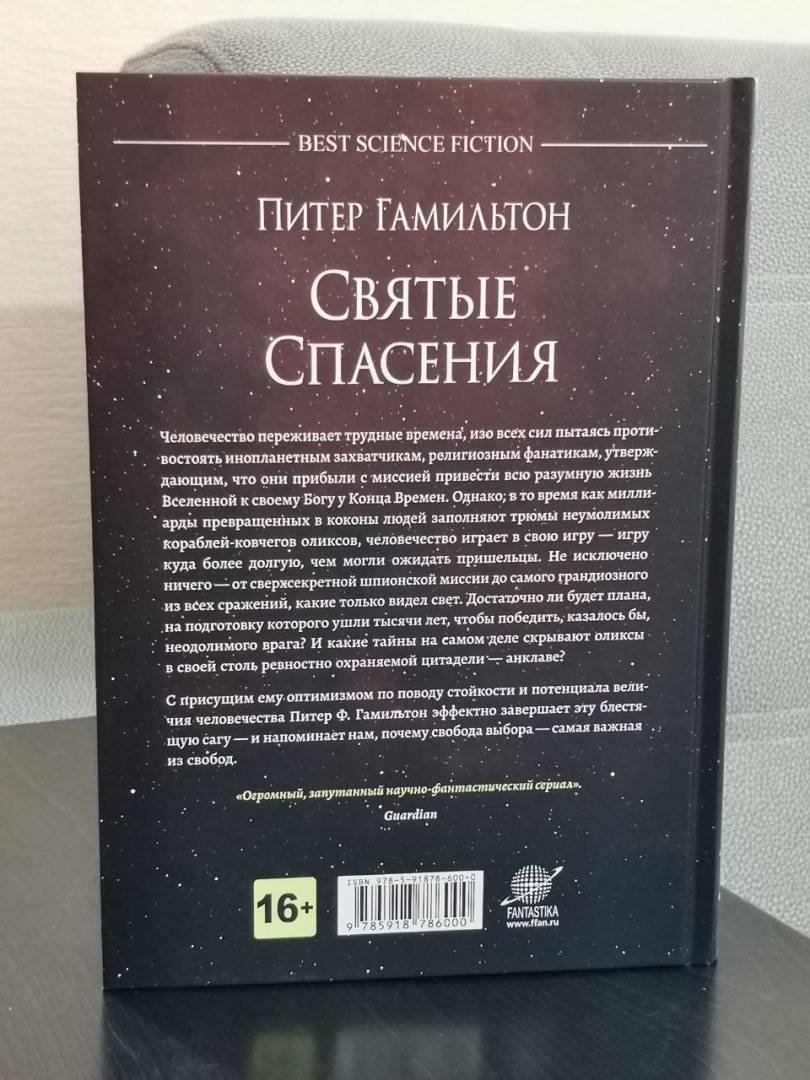 BEST SCIENCE FICTION
Питер Гамильтон
Святые
Спасения
Человечество переживает трудные времена, изо всех сил пытаясь проти-
востоять инопланетным захватчикам, религиозным фанатикам, утверж-
дающим, что они прибыли с миссией привести всю разумную жизнь
Вселенной к своему Богу у Конца Времен. Однако, в то время как милли-
арды превращенных в коконы людей заполняют трюмы неумолимых
кораблей-ковчегов оликсов, человечество играет в свою игру — игру
куда более долгую, чем могли ожидать пришельцы. Не исключено
ничего — от сверхсекретной шпионской миссии до самого грандиозного
из всех сражений, какие только видел свет. Достаточно ли будет плана,
на подготовку которого ушли тысячи лет, чтобы победить, казалось бы,
неодолимого врага? И какие тайны на самом деле скрывают оликсы
в своей столь ревностно охраняемой цитадели — анклаве?
С присущим ему оптимизмом по поводу стойкости и потенциала вели-
чия человечества Питер Ф. Гамильтон эффектно завершает эту блестя-
щую сагу — и напоминает нам, почему свобода выбора — самая важная
из свобод.
«Огромный, запутанный научно-фантастический сериал».
Guardian
16+
ISBN 978-5-91878-600-0
9 785918 786000
FANTASTIKA
www.ffan.ru